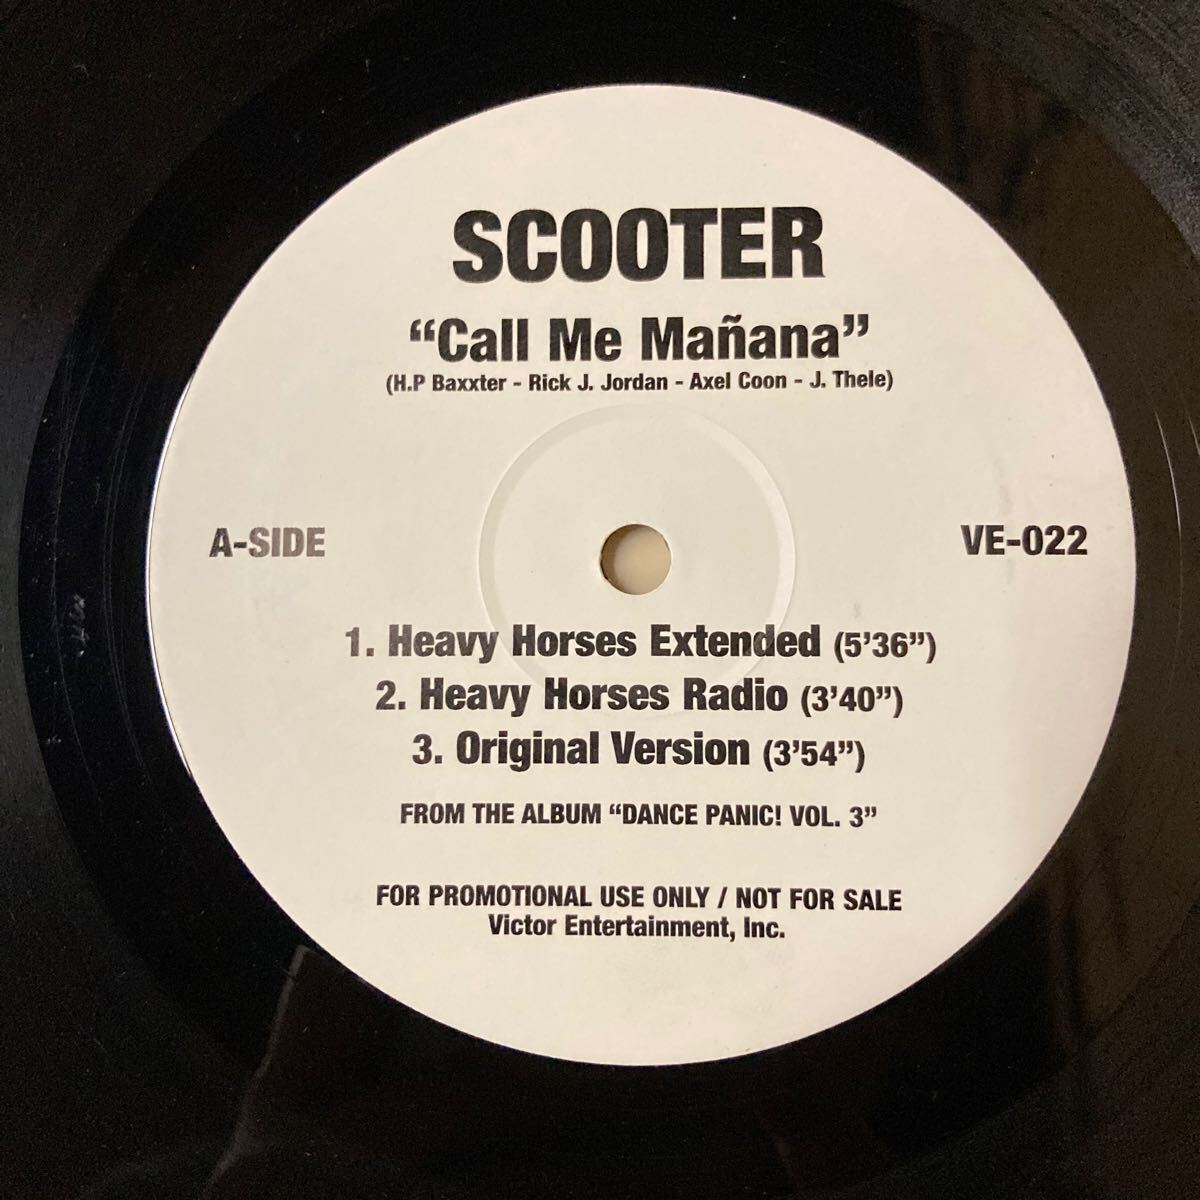 SCOOTER
“Call Me Mañana”
(H.P Baxxter - Rick J. Jordan - Axel Coon - J. Thele)
A-SIDE
VE-022
1. Heavy Horses Extended (5’36”)
2. Heavy Horses Radio (3’40”)
3. Original Version (3’54”)
FROM THE ALBUM “DANCE PANIC! VOL. 3”
FOR PROMOTIONAL USE ONLY / NOT FOR SALE
Victor Entertainment, Inc.